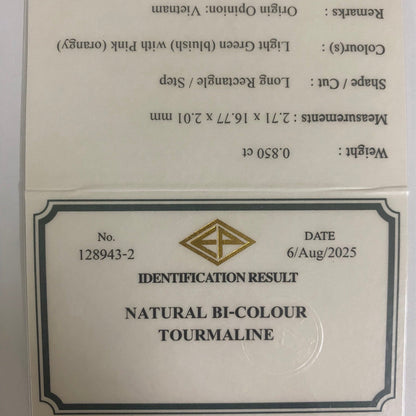 Weight : 0.850 ct
Measurements : 2.71 x 16.77 x 2.01 mm
Shape / Cut : Long Rectangle / Step
Colour(s) : Light Green (bluish) with Pink (orangy)
Remarks : Origin Opinion: Vietnam
No.
128943-2
EP
DATE
6/Aug/2025
IDENTIFICATION RESULT
NATURAL BI-COLOUR
TOURMALINE